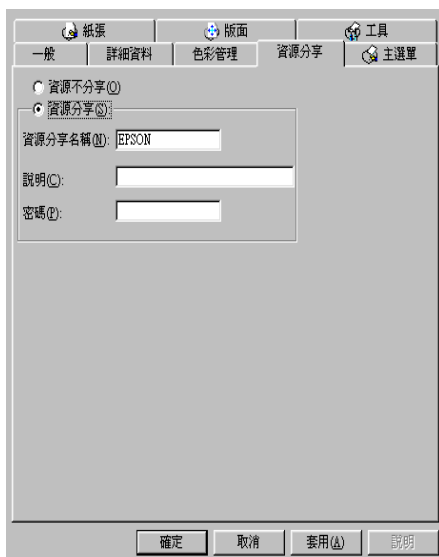 紙張 版面 工具
一般 詳細資料 色彩管理 資源分享 主選單
資源不分享(O)
資源分享(S):
資源分享名稱(N): EPSON
說明(C):
密碼(P):
確定 取消 套用(A) 說明